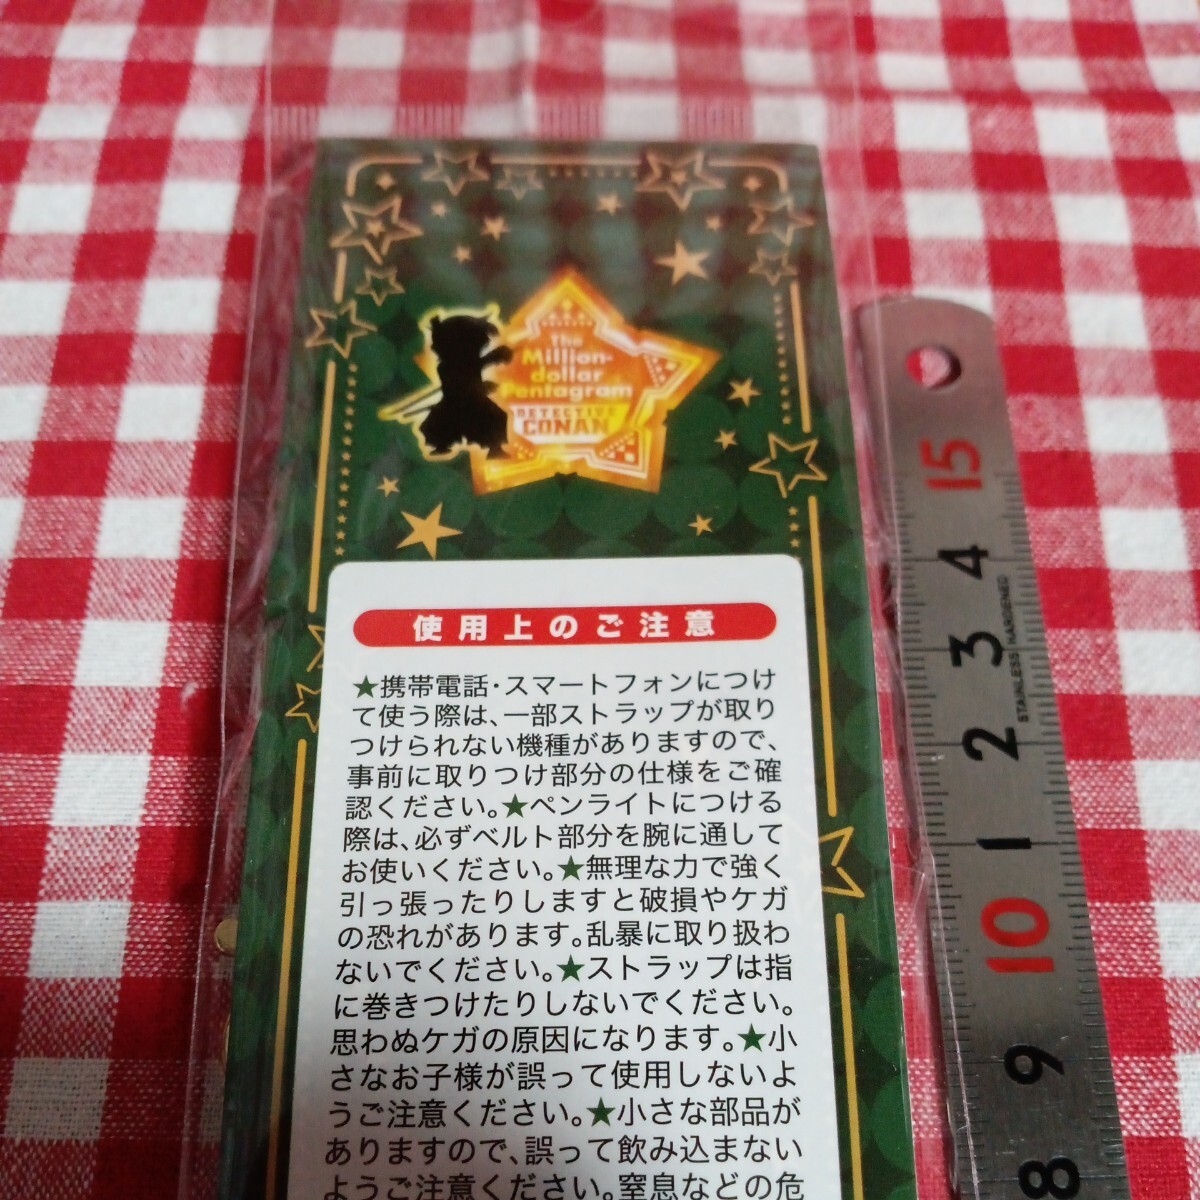 The
Million-
dollar
Pentagram
DETECTIVE
CONAN
使用上のご注意
★携帯電話・スマートフォンにつけ
て使う際は、一部ストラップが取り
つけられない機種がありますので、
事前に取りつけ部分の仕様をご確
認ください。★ペンライトにつける
際は、必ずベルト部分を腕に通して
お使いください。★無理な力で強く
引っ張ったりしますと破損やケガ
の恐れがあります。乱暴に取り扱わ
ないでください。★ストラップは指
に巻きつけたりしないでください。
思わぬケガの原因になります。★小
さなお子様が誤って使用しないよ
うご注意ください。★小さな部品が
ありますので、誤って飲み込まない
ようご注意ください。窒息などの危
15
4
3
2
1
10
9
8
STAINLESS HARDENED